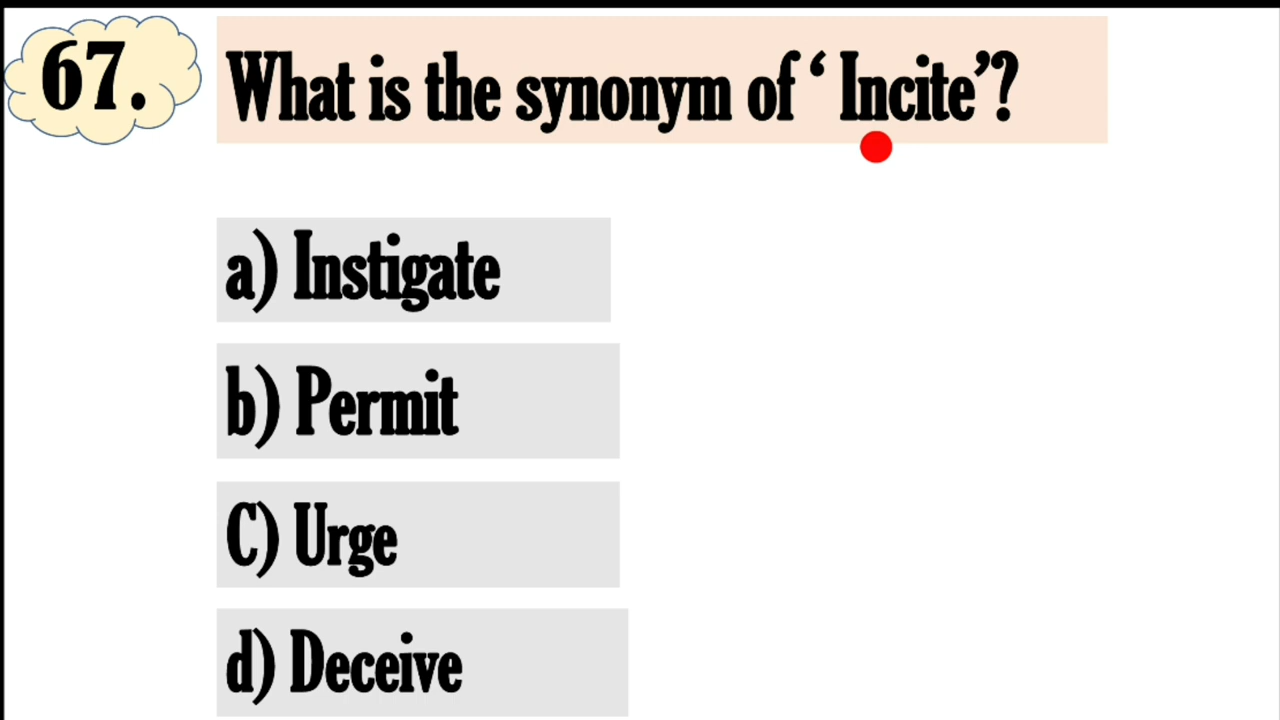 67.
What is the synonym of ‘ Incite’?
a) Instigate
b) Permit
C) Urge
d) Deceive